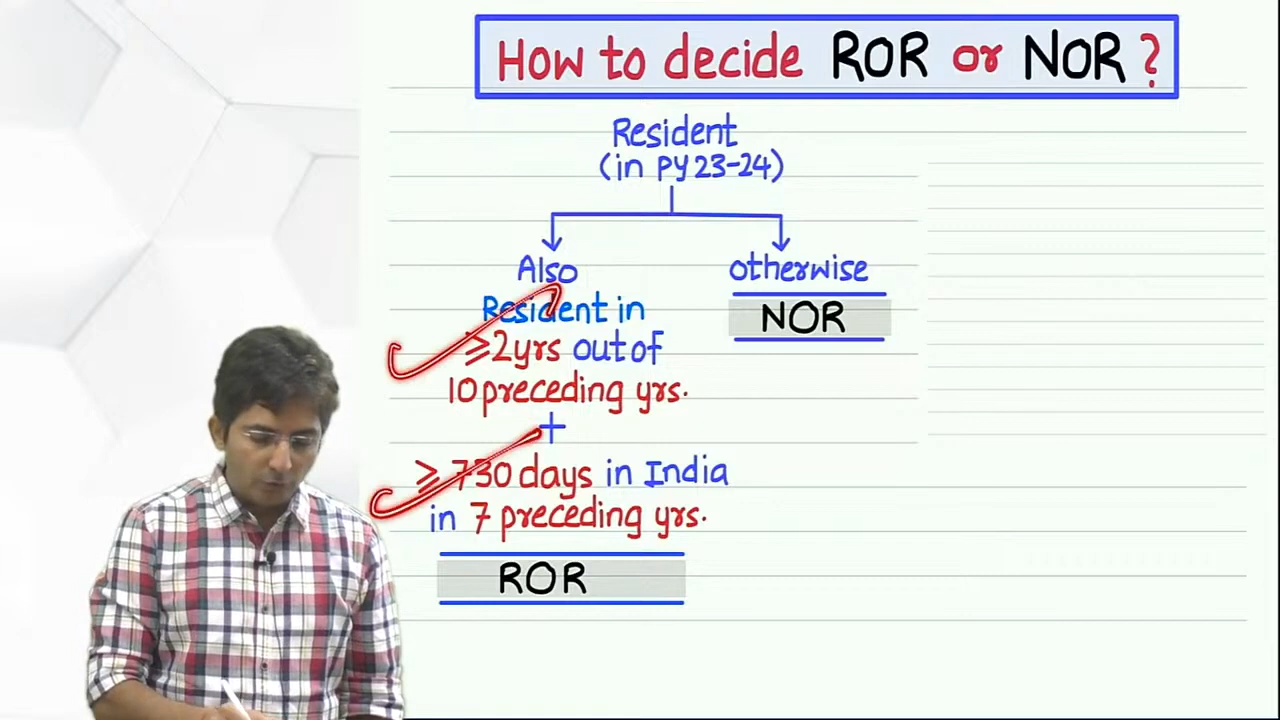 How to decide ROR or NOR ?
Resident
(in PY 23-24)
Also
Resident in
≥2yrs out of
10 preceding yrs.
+
≥ 730 days in India
in 7 preceding yrs.
ROR
otherwise
NOR